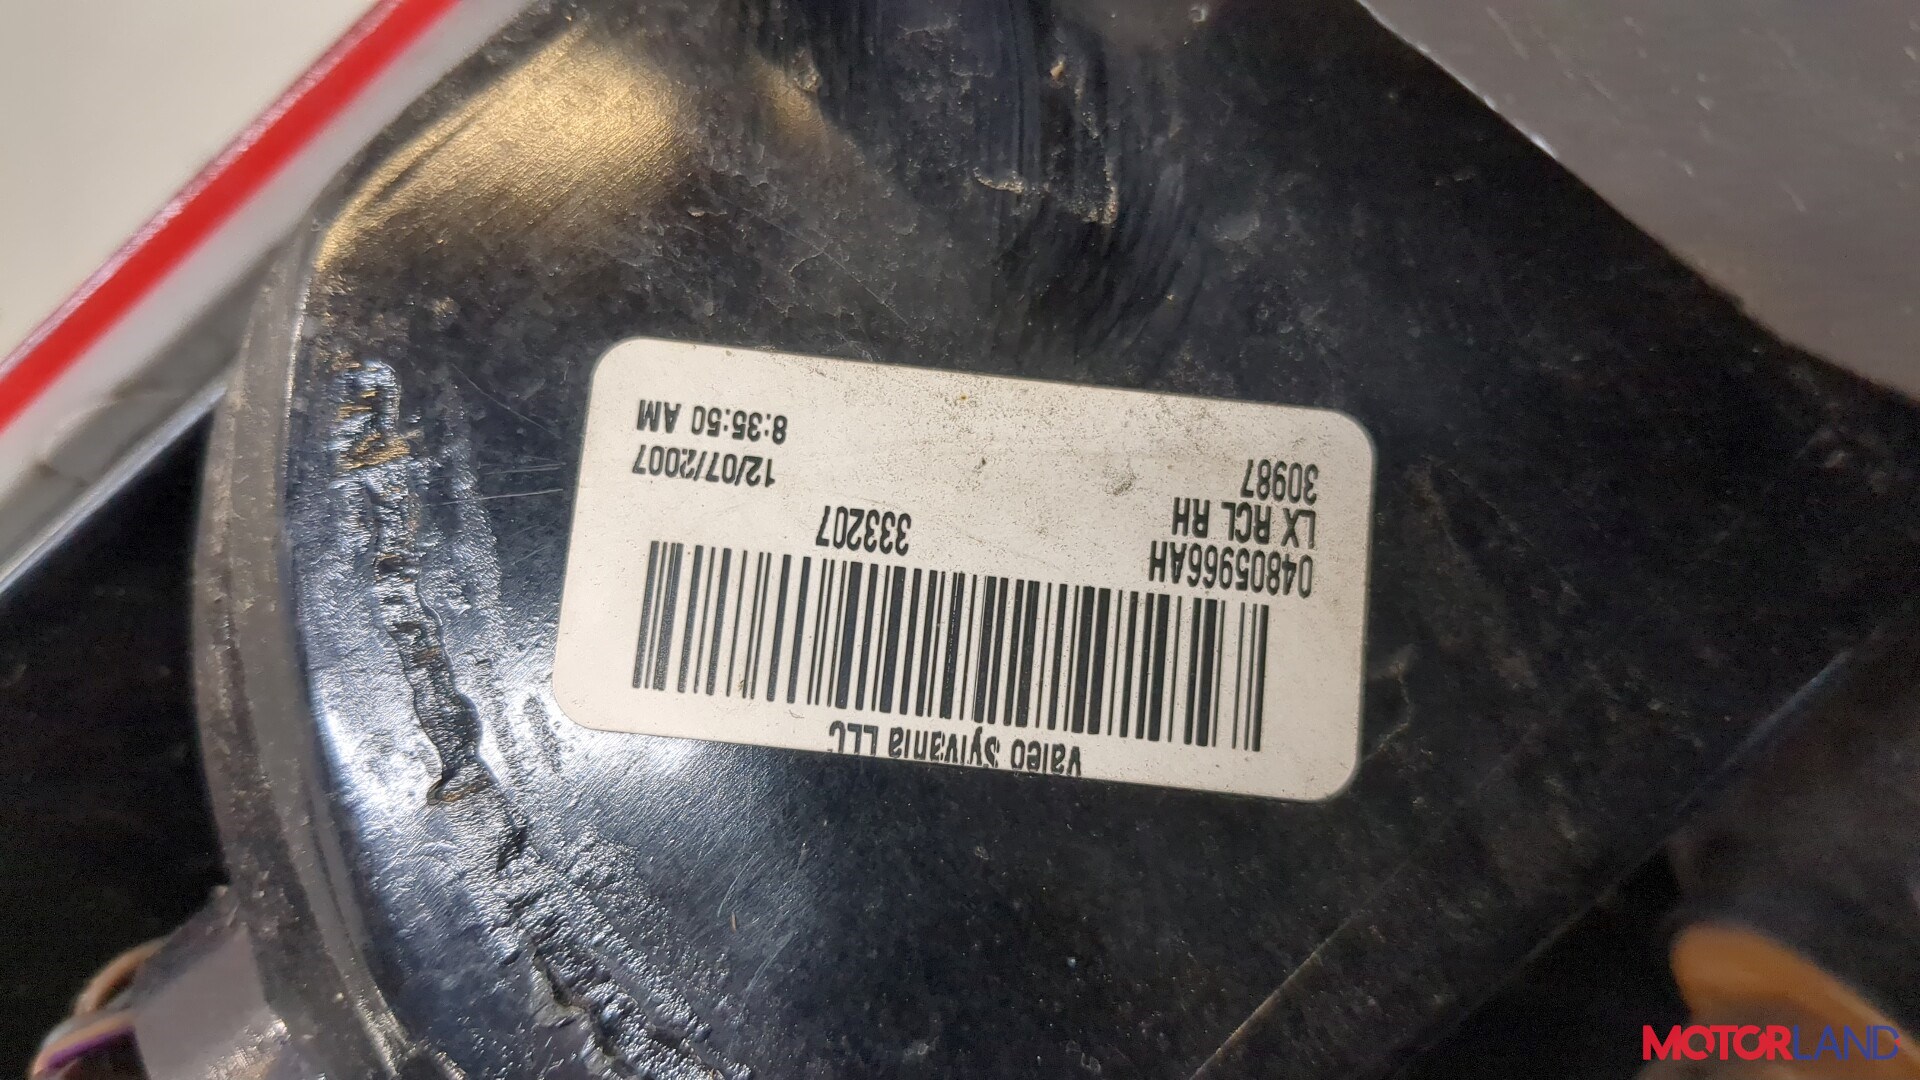 Valeo Sylvania LLC
04805966AH
333207
LX RCL RH
12/07/2007
30987
8:35:50 AM
MOTORLAND